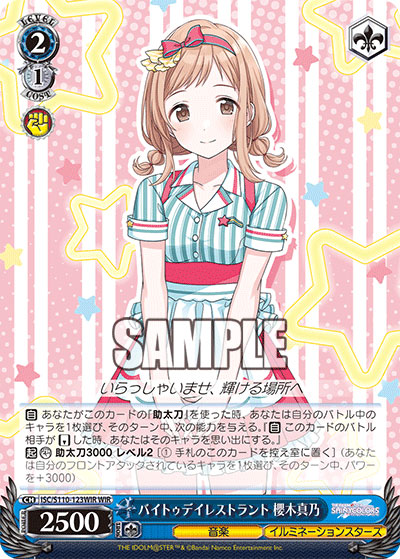 LEVEL
2
1
COST
SAMPLE
いらっしゃいませ、輝ける場所へ
自 あなたがこのカードの「助太刀」を使った時、あなたは自分のバトル中の
キャラを1枚選び、そのターン中、次の能力を与える。『自 このカードのバトル
相手が【リバース】した時、あなたはそのキャラを思い出にする。』
起 助太刀3000 レベル2 [① 手札のこのカードを控え室に置く] (あなた
は自分のフロントアタックされているキャラを1枚選び、そのターン中、パワー
を+3000)
CH ISC/S110-123WIR WIR
POWER
2500
バイトゥデイレストラント 櫻木真乃
THE IDOLM@STER SHINYCOLORS
音楽
イルミネーションスターズ
THE IDOLM@STER™& ©Bandai Namco Entertainment Inc.